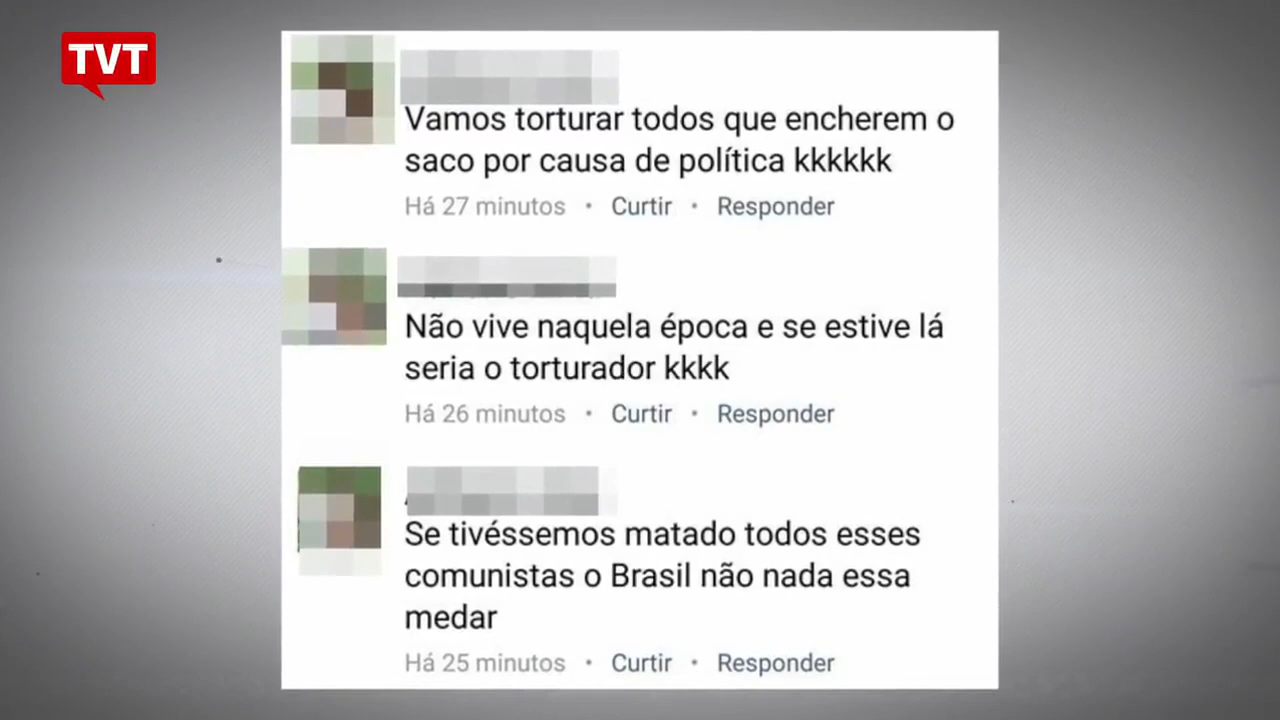 TVT
Vamos torturar todos que encherem o
saco por causa de política kkkkkk
Há 27 minutos • Curtir • Responder
Não vive naquela época e se estive lá
seria o torturador kkkk
Há 26 minutos • Curtir • Responder
Se tivéssemos matado todos esses
comunistas o Brasil não nada essa
medar
Há 25 minutos • Curtir • Responder